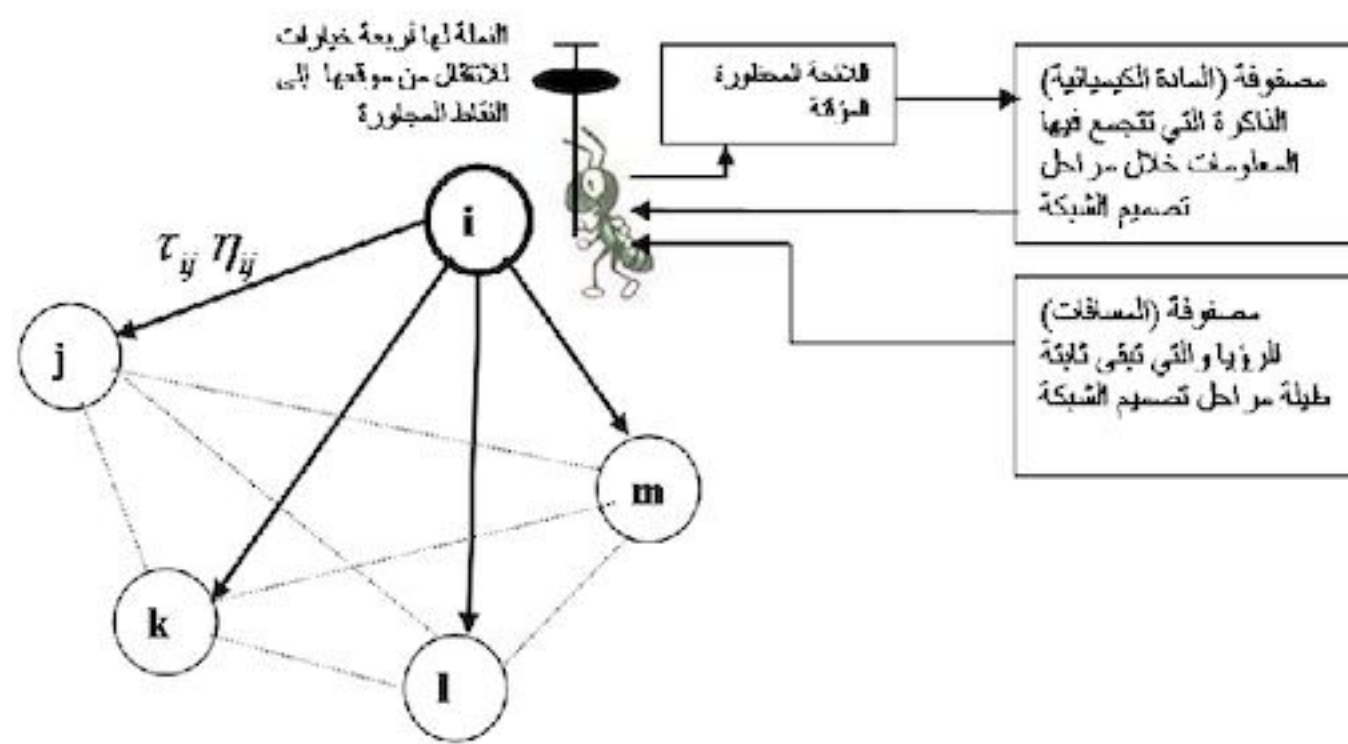 النملة لها أربعة خيارات
للانتقال من موقعها إلى
النقاط المجاورة
اللائحة المحظورة
المؤقتة
مصفوفة (المادة الكيميائية)
الذاكرة التي تتجمع فيها
المعلومات خلال مراحل
تصميم الشبكة
مصفوفة (المسافات)
للرؤيا والتي تبقى ثابتة
طيلة مراحل تصميم الشبكة
i
τij ηij
j
m
k
l